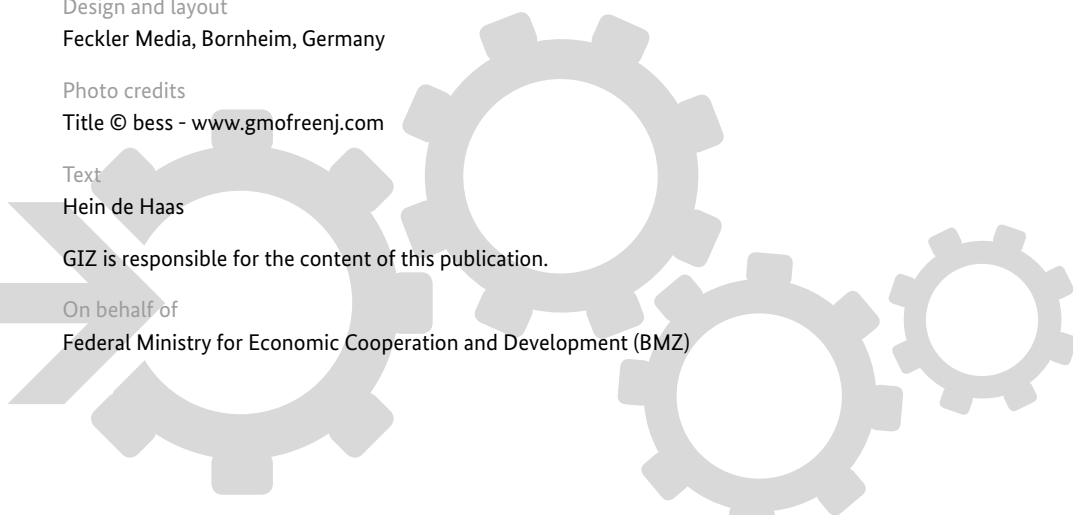 Design and layout
Feckler Media, Bornheim, Germany
Photo credits
Title © bess - www.gmofreenj.com
Text
Hein de Haas
GIZ is responsible for the content of this publication.
On behalf of
Federal Ministry for Economic Cooperation and Development (BMZ)